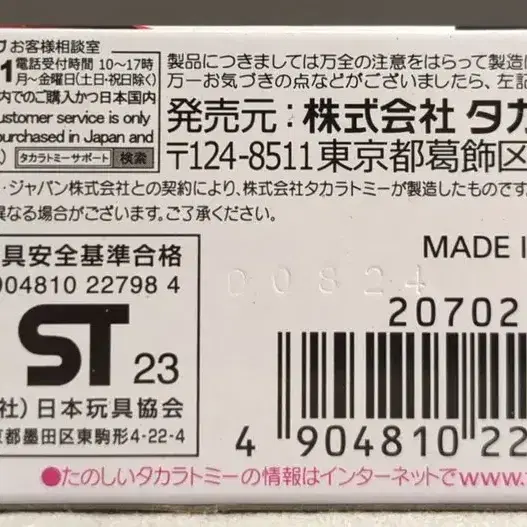 お客様相談室
電話受付時間 10～17時
月～金曜日(土日・祝日除く)
内でのご購入かつ日本国内
ustomer service is only
urchased in Japan and
タカラトミーサポート 検索
製品につきましては万全の注意をはらって製造
万一お気づきの点などがございましたら、左記
発売元：株式会社 タカ
〒124-8511東京都葛飾区
・ジャパン株式会社との契約により、株式会社タカラトミーが製造したものです
異なる場合がございます。ご了承ください。
具安全基準合格
904810 22798 4
ST 23
社）日本玩具協会
都墨田区東駒形4-22-4
MADE I
00824
20702
4 904810 22
●たのしいタカラトミーの情報はインターネットでwww.